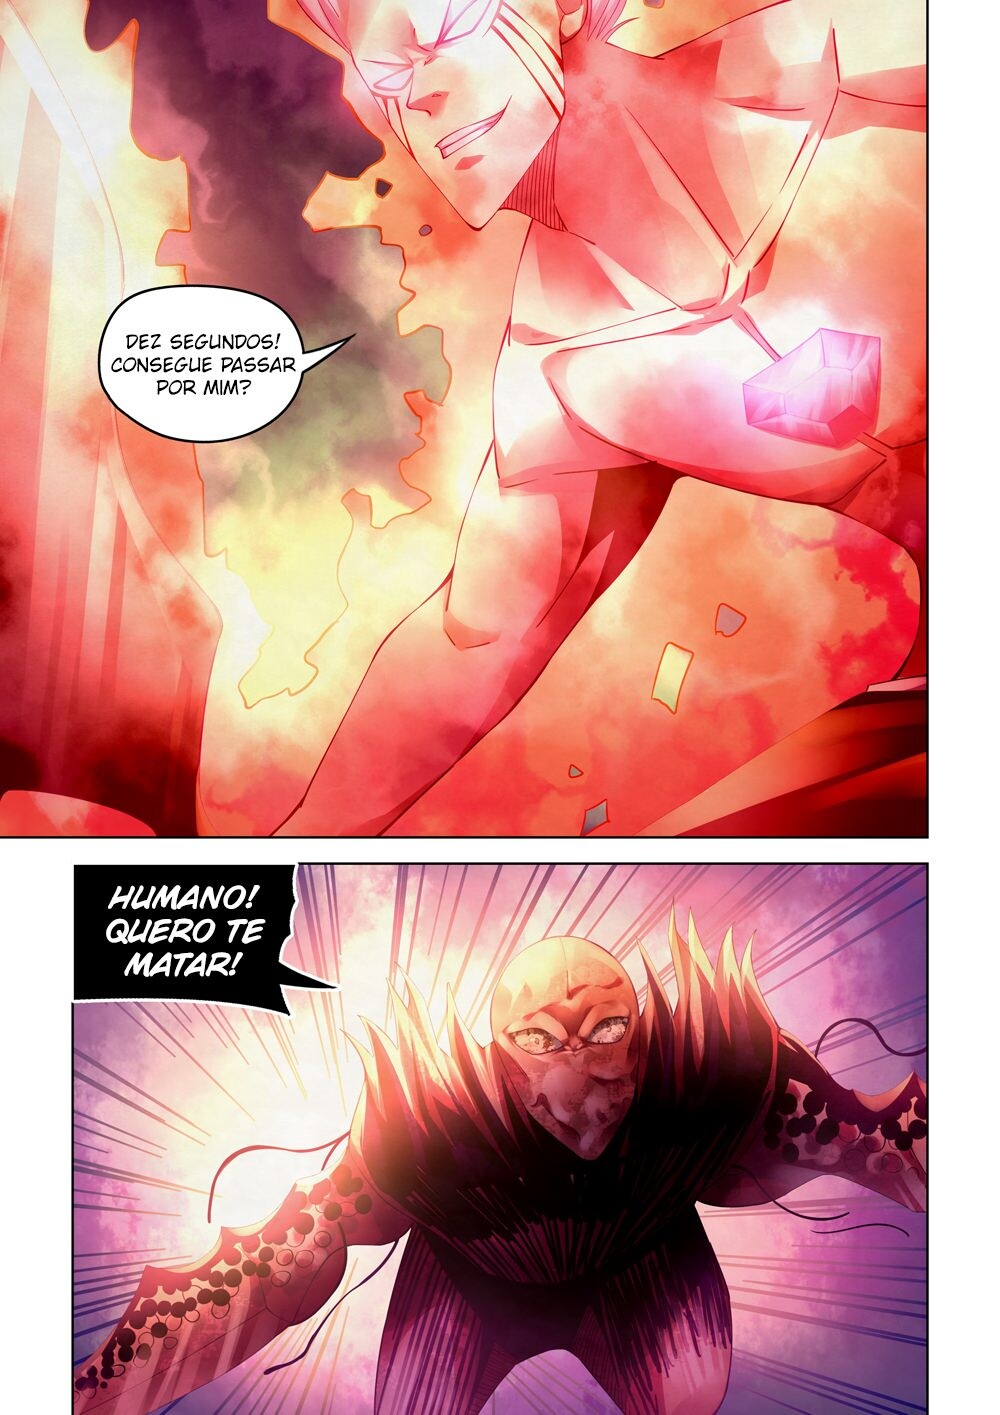 DEZ SEGUNDOS!
CONSEGUE PASSAR
POR MIM?
HUMANO!
QUERO TE
MATAR!